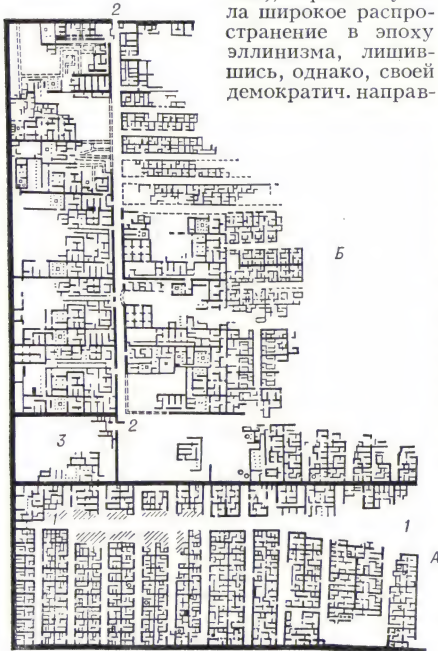 2
ла широкое распро-
странение в эпоху
эллинизма, лишив-
шись, однако, своей
демократич. направ-
Б
2
3
1
1
А